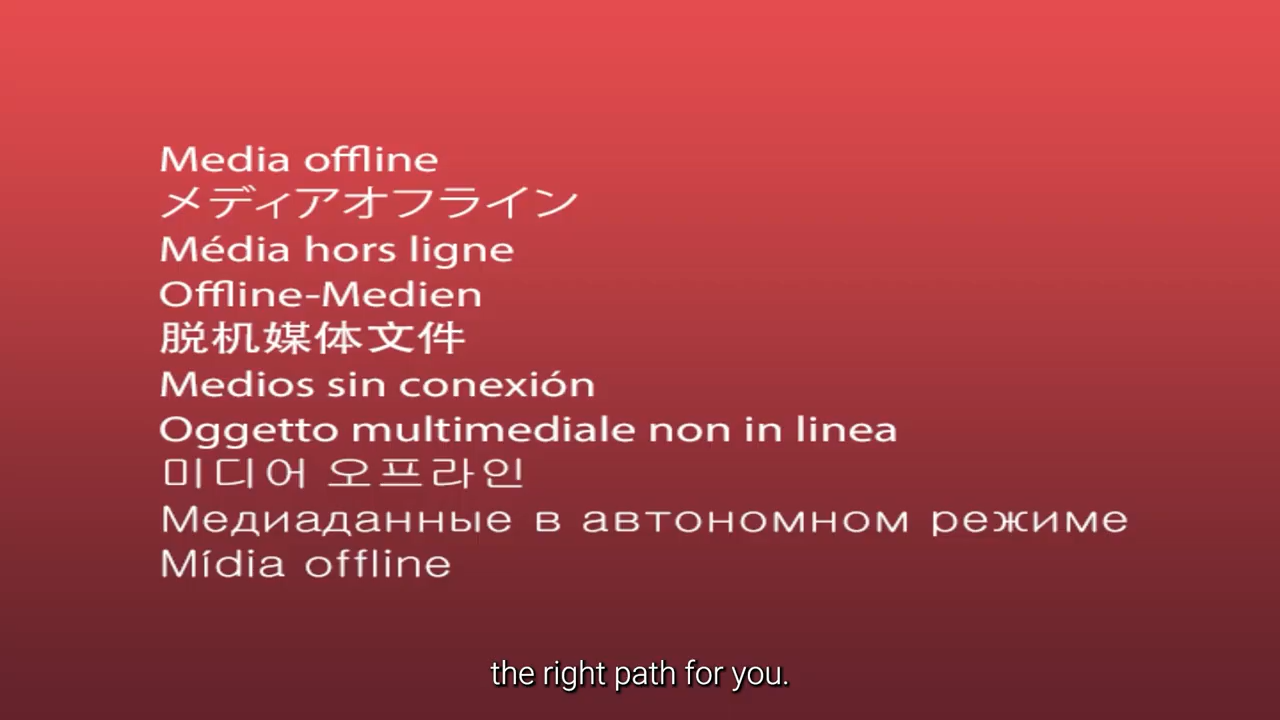 Media offline
メディアオフライン
Média hors ligne
Offline-Medien
脱机媒体文件
Medios sin conexión
Oggetto multimediale non in linea
미디어 오프라인
Медиаданные в автономном режиме
Mídia offline
the right path for you.